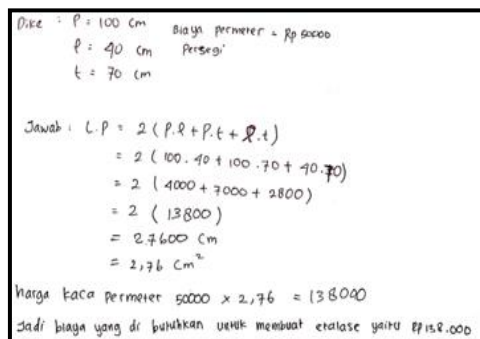 Dike : P = 100 cm Biaya permeter = Rp 50000
l = 40 cm Persegi
t = 70 cm
Jawab : L.P = 2 (P.l + P.t + l.t)
= 2 (100.40 + 100.70 + 40.70)
= 2 (4000 + 7000 + 2800)
= 2 (13800)
= 27600 cm
= 2,76 cm²
harga kaca permeter 50000 × 2,76 = 138000
Jadi biaya yang di butuhkan untuk membuat etalase yaitu Rp 138.000